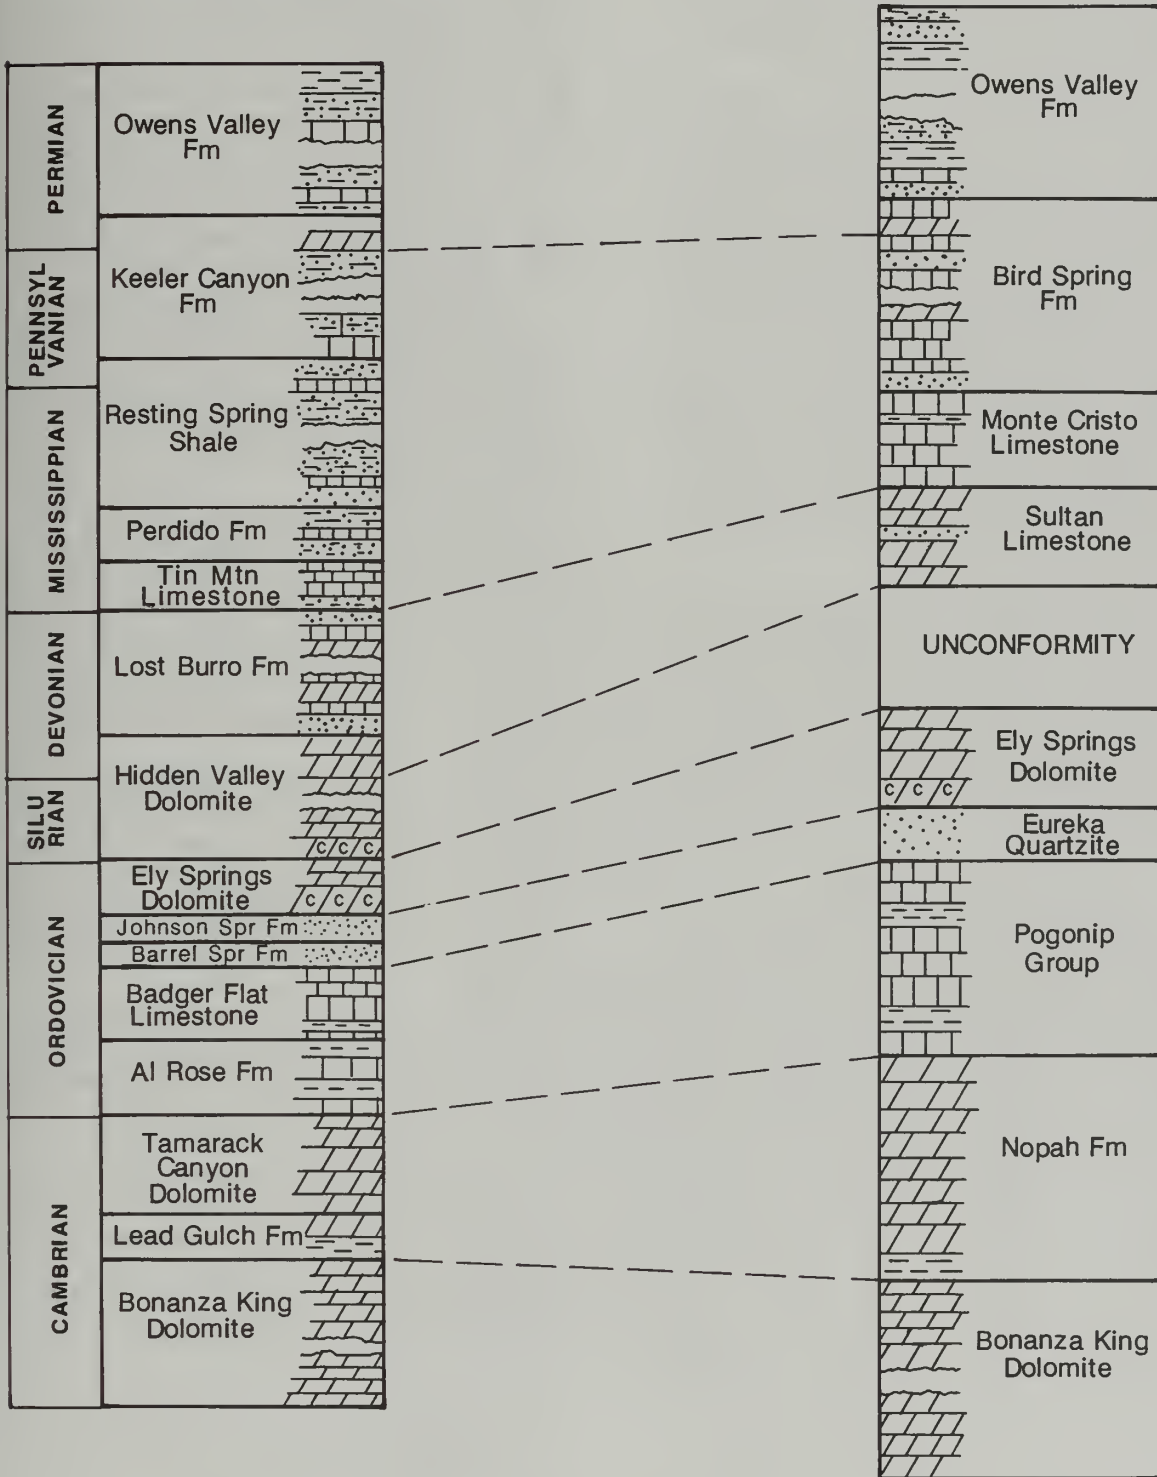 PERMIAN
Owens Valley
Fm
PENNSYL
VANIAN
Keeler Canyon
Fm
MISSISSIPPIAN
Resting Spring
Shale
Perdido Fm
Tin Mtn
Limestone
DEVONIAN
Lost Burro Fm
Hidden Valley
Dolomite
SILU
RIAN
C C C
ORDOVICIAN
Ely Springs
Dolomite
C C C
Johnson Spr Fm
Barrel Spr Fm
Badger Flat
Limestone
Al Rose Fm
CAMBRIAN
Tamarack
Canyon
Dolomite
Lead Gulch Fm
Bonanza King
Dolomite
Owens Valley
Fm
Bird Spring
Fm
Monte Cristo
Limestone
Sultan
Limestone
UNCONFORMITY
Ely Springs
Dolomite
C C C
Eureka
Quartzite
Pogonip
Group
Nopah Fm
Bonanza King
Dolomite